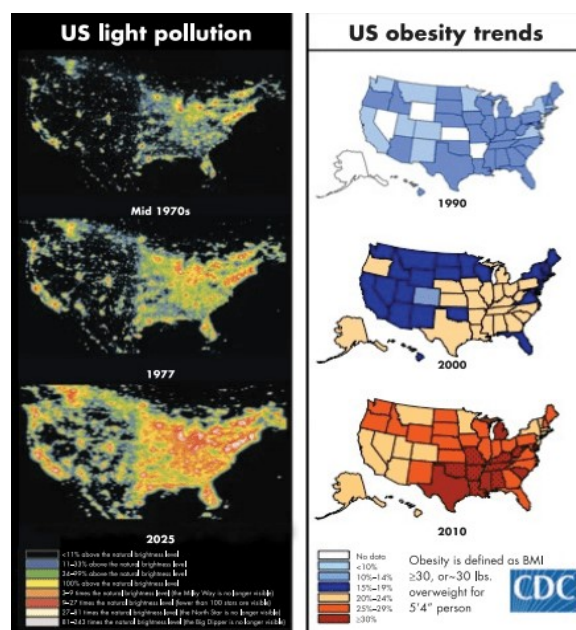 US light pollution
Mid 1970s
1977
2025
<11% above the natural brightness level
11–33% above the natural brightness level
34–99% above the natural brightness level
100% above the natural brightness level
3–9 times the natural brightness level (the Milky Way is no longer visible)
9–27 times the natural brightness level (fewer than 100 stars are visible)
27–81 times the natural brightness level (the North Star is no longer visible)
81–243 times the natural brightness level (the Big Dipper is no longer visible)
US obesity trends
1990
2000
2010
No data
<10%
10%–14%
15%–19%
20%–24%
25%–29%
≥30%
Obesity is defined as BMI
≥30, or~30 lbs.
overweight for
5'4” person
CDC